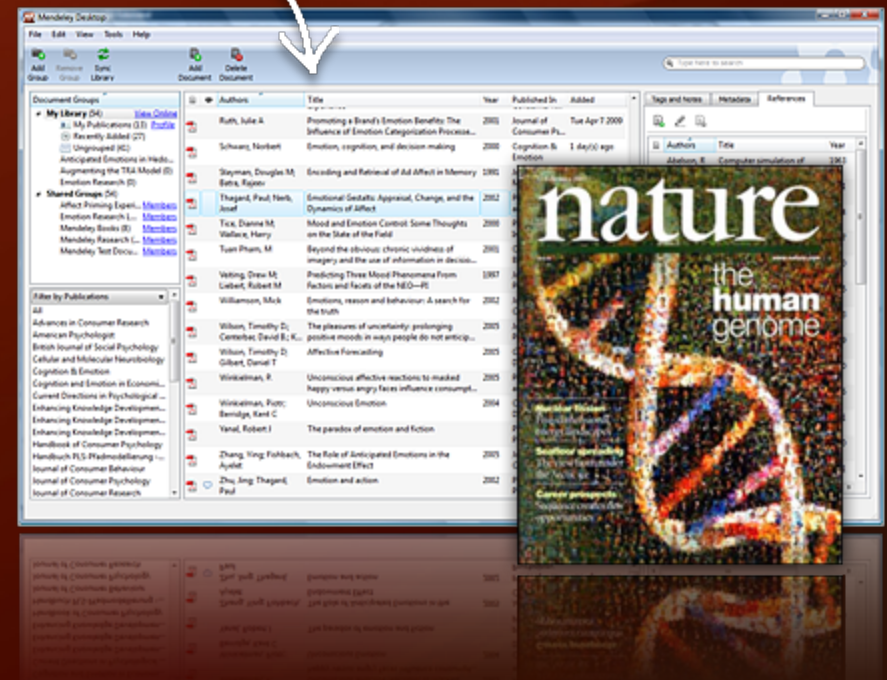 Mendeley Desktop
File Edit View Tools Help
Add Group
Remove Group
Sync Library
Add Document
Delete Document
Type here to search
Document Groups
My Library (54) View Online
My Publications (13) Profile
Recently Added (27)
Ungrouped (41)
Anticipated Emotions in Hedo...
Augmenting the TRA Model (0)
Emotion Research (0)
Shared Groups (54)
Affect Priming Experi... Members
Emotion Research (... Members
Mendeley Books (8) Members
Mendeley Research (... Members
Mendeley Test Docu... Members
Filter by Publications
All
Advances in Consumer Research
American Psychologist
British Journal of Social Psychology
Cellular and Molecular Neurobiology
Cognition & Emotion
Cognition and Emotion in Economi...
Current Directions in Psychological ...
Enhancing Knowledge Developmen...
Enhancing Knowledge Developmen...
Enhancing Knowledge Developmen...
Handbook of Consumer Psychology
Handbuch PLS-Pfadmodellierung -...
Journal of Consumer Behaviour
Journal of Consumer Psychology
Journal of Consumer Research
Authors Title Year Published In Added
Ruth, Julie A Promoting a Brand's Emotion Benefits: The 2001 Journal of Tue Apr 7 2009
Influence of Emotion Categorization Processe... Consumer Ps...
Schwarz, Norbert Emotion, cognition, and decision making 2000 Cognition & 1 day(s) ago
Emotion
Stayman, Douglas M; Encoding and Retrieval of Ad Affect in Memory 1991
Batra, Rajeev
Thagard, Paul; Nerb, Emotional Gestalts: Appraisal, Change, and the 2002
Josef Dynamics of Affect
Tice, Dianne M; Mood and Emotion Control: Some Thoughts 2000
Wallace, Harry on the State of the Field
Tuan Pham, M Beyond the obvious: chronic vividness of 2001
imagery and the use of information in decisio...
Yeiting, Drew M; Predicting Three Mood Phenomena From 1997
Liebert, Robert M Factors and Facets of the NEO—PI
Williamson, Mick Emotions, reason and behaviour: A search for 2002
the truth
Wilson, Timothy D; The pleasures of uncertainty: prolonging 2005
Centerbar, David B.; K... positive moods in ways people do not anticip...
Wilson, Timothy D; Affective Forecasting 2005
Gilbert, Daniel T
Winkielman, P. Unconscious affective reactions to masked 2005
happy versus angry faces influence consumpt...
Winkielman, Piotr; Unconscious Emotion 2004
Berridge, Kent C
Yanal, Robert J The paradox of emotion and fiction
Zhang, Ying; Fishbach, The Role of Anticipated Emotions in the 2005
Ayelet Endowment Effect
Zhu, Jing; Thagard, Emotion and action 2002
Paul
Tags and Notes Metadata References
Authors Title Year
Abelson, R Computer simulation of 1963
nature
www.nature.com
the
human
genome
Nuclear fission
Seafloor spreading
Career prospects